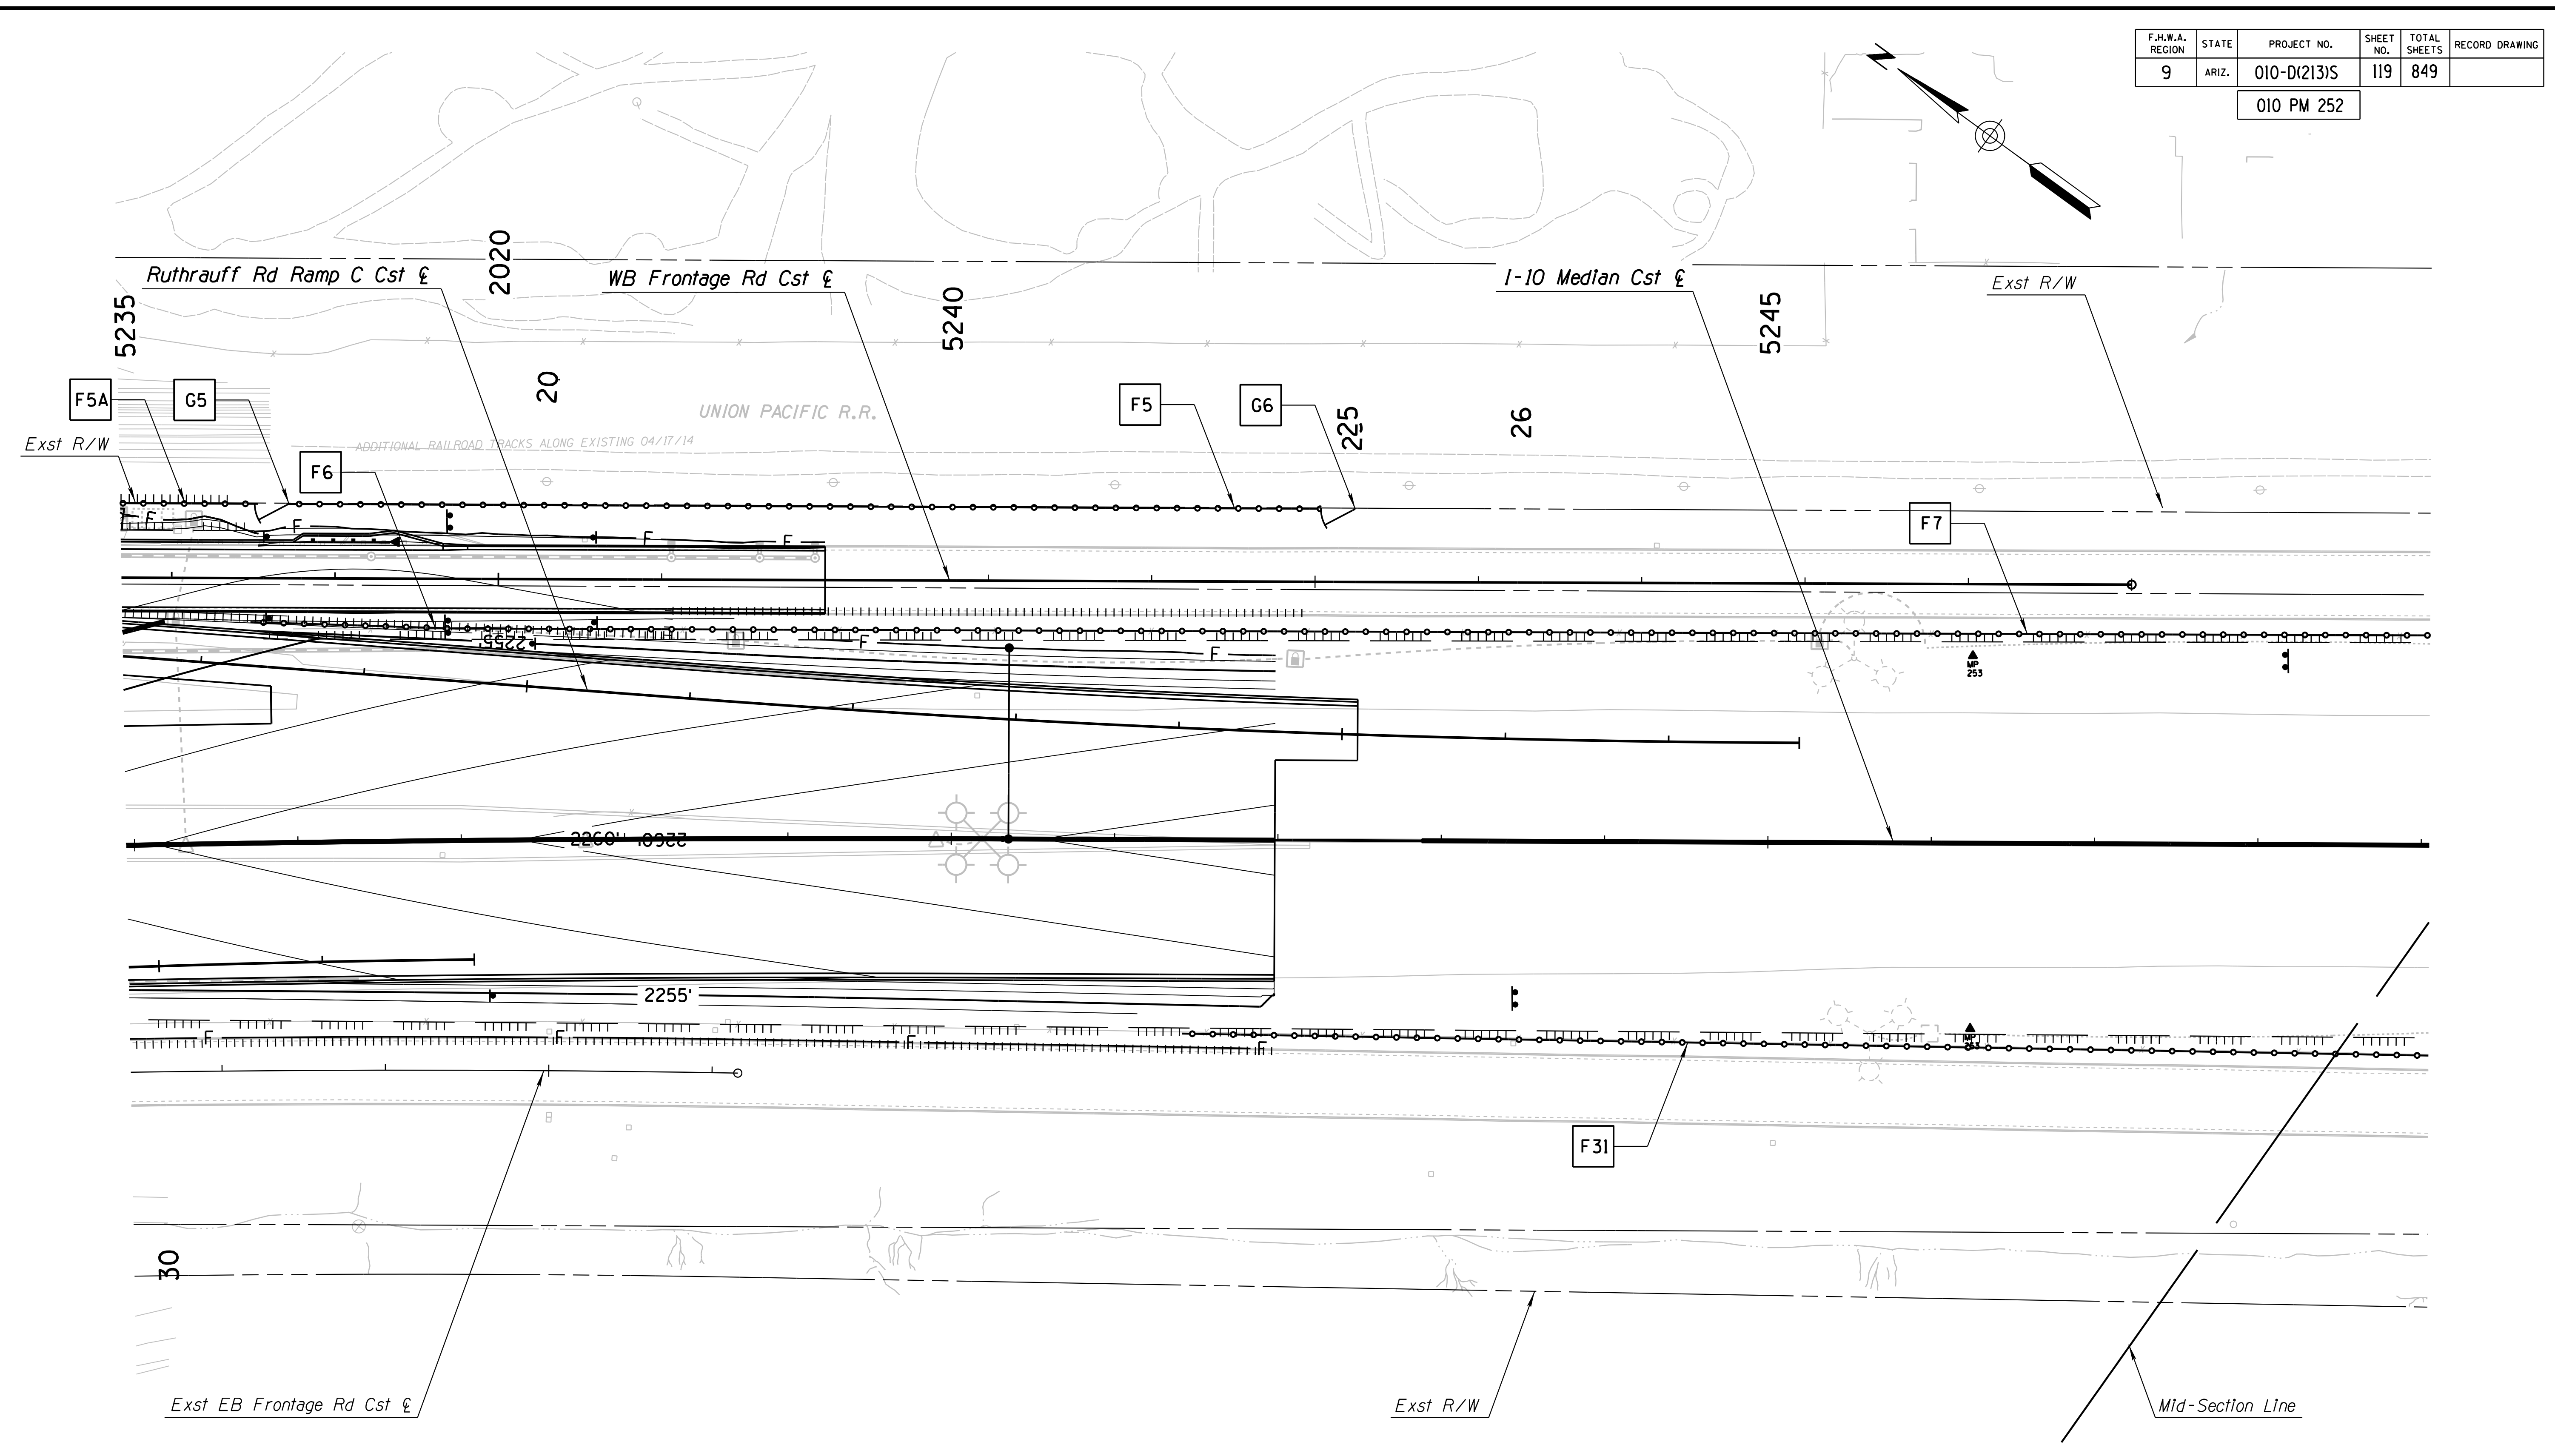 F.H.W.A. REGION STATE PROJECT NO. SHEET NO. TOTAL SHEETS RECORD DRAWING
9 ARIZ. 010-D(213)S 119 849
010 PM 252
N
Ruthrauff Rd Ramp C Cst ℄
2020
WB Frontage Rd Cst ℄
I-10 Median Cst ℄
Exst R/W
5235
5240
5245
F5A
G5
20
UNION PACIFIC R.R.
F5
G6
225
26
Exst R/W
ADDITIONAL RAILROAD TRACKS ALONG EXISTING 04/17/14
F6
F7
F
F
F
F
2255'
F
F
MP
253
2260'
2260'
2255'
F
F
F
F
MP
253
F31
30
Exst EB Frontage Rd Cst ℄
Exst R/W
Mid-Section Line